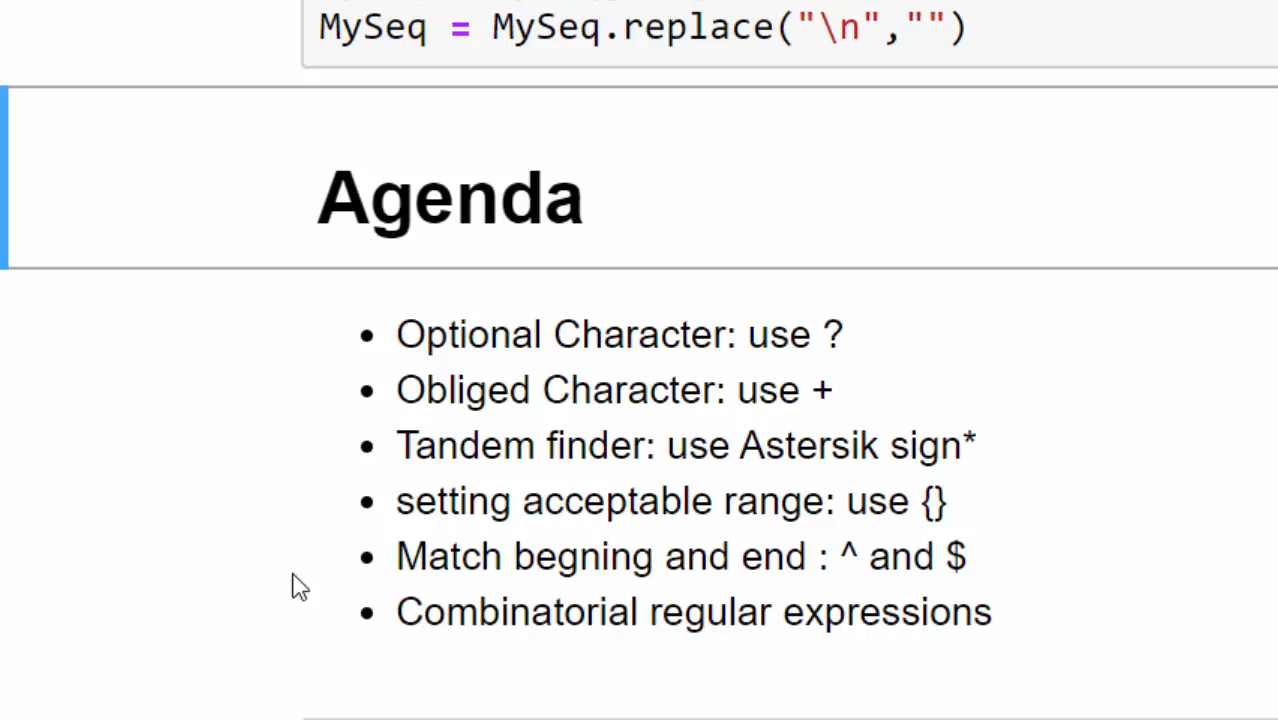 MySeq = MySeq.replace("\n","")
Agenda
• Optional Character: use ?
• Obliged Character: use +
• Tandem finder: use Astersik sign*
• setting acceptable range: use {}
• Match begning and end : ^ and $
• Combinatorial regular expressions